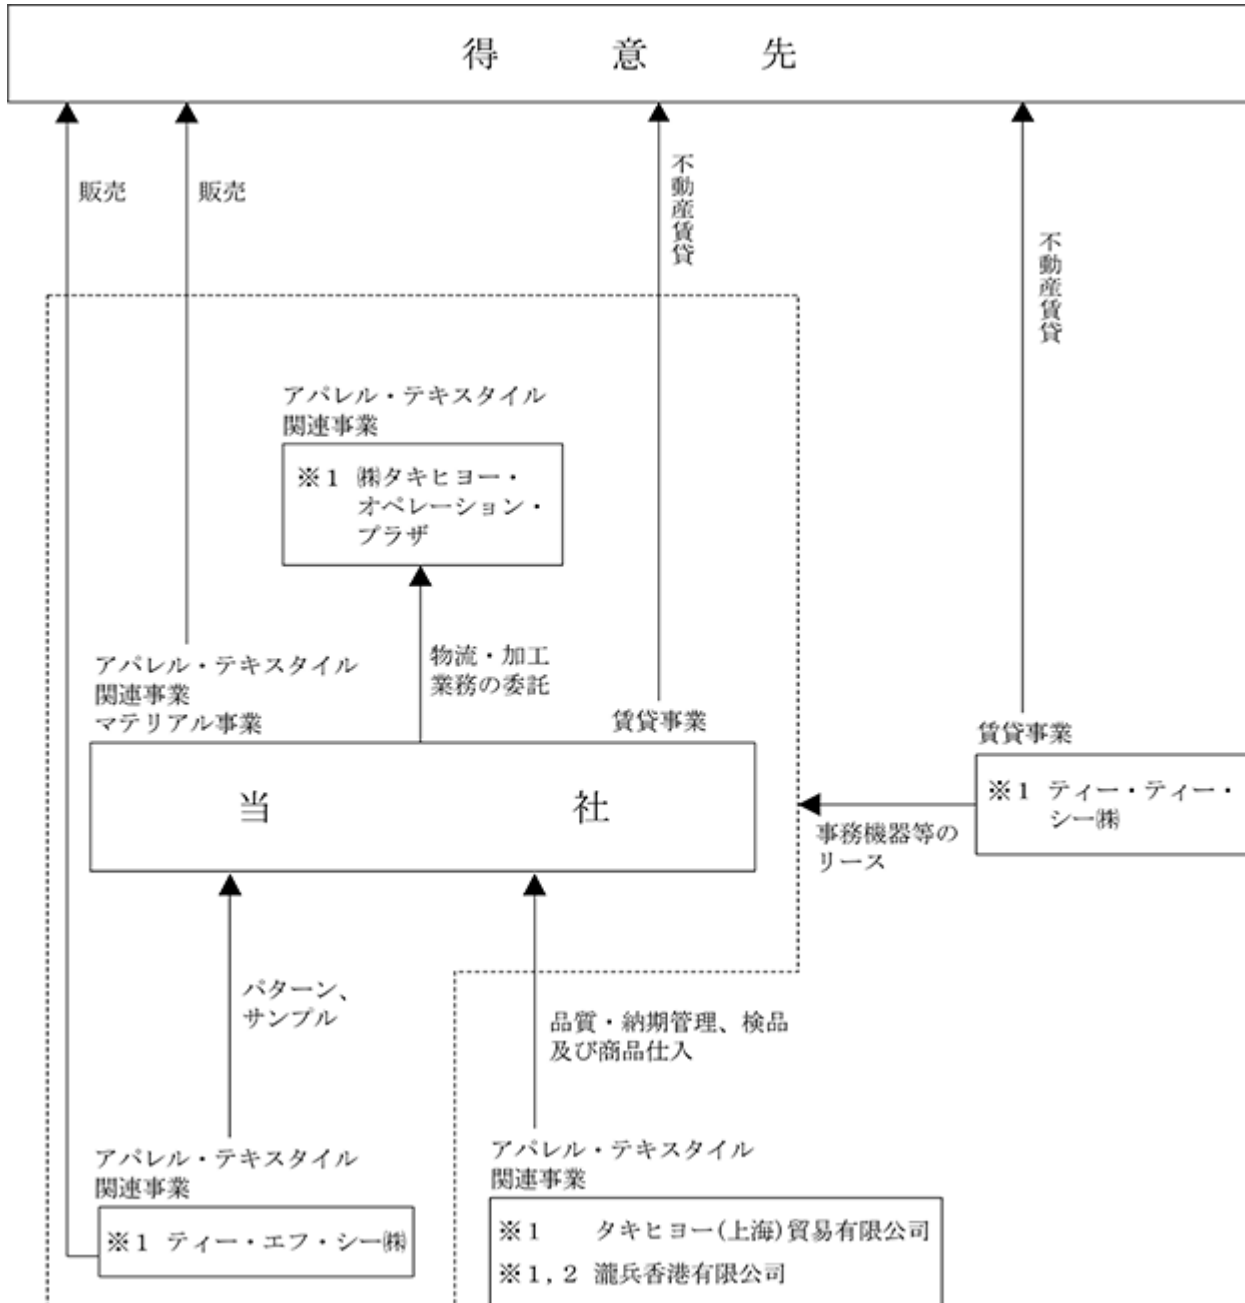 得意先
販売
販売
不動産賃貸
不動産賃貸
アパレル・テキスタイル
関連事業
※1 ㈱タキヒヨー・
オペレーション・
プラザ
物流・加工
業務の委託
アパレル・テキスタイル
関連事業
マテリアル事業
賃貸事業
賃貸事業
当社
※1 ティー・ティー・
シー㈱
事務機器等の
リース
パターン、
サンプル
品質・納期管理、検品
及び商品仕入
アパレル・テキスタイル
関連事業
※1 ティー・エフ・シー㈱
アパレル・テキスタイル
関連事業
※1 タキヒヨー(上海)貿易有限公司
※1,2 瀧兵香港有限公司